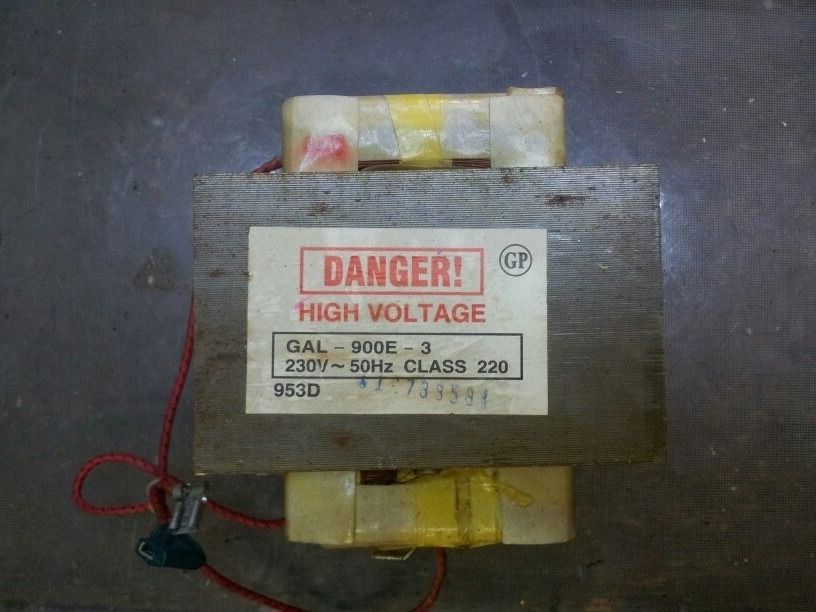 DANGER!
GP
HIGH VOLTAGE
GAL - 900E - 3
230V~ 50Hz CLASS 220
953D